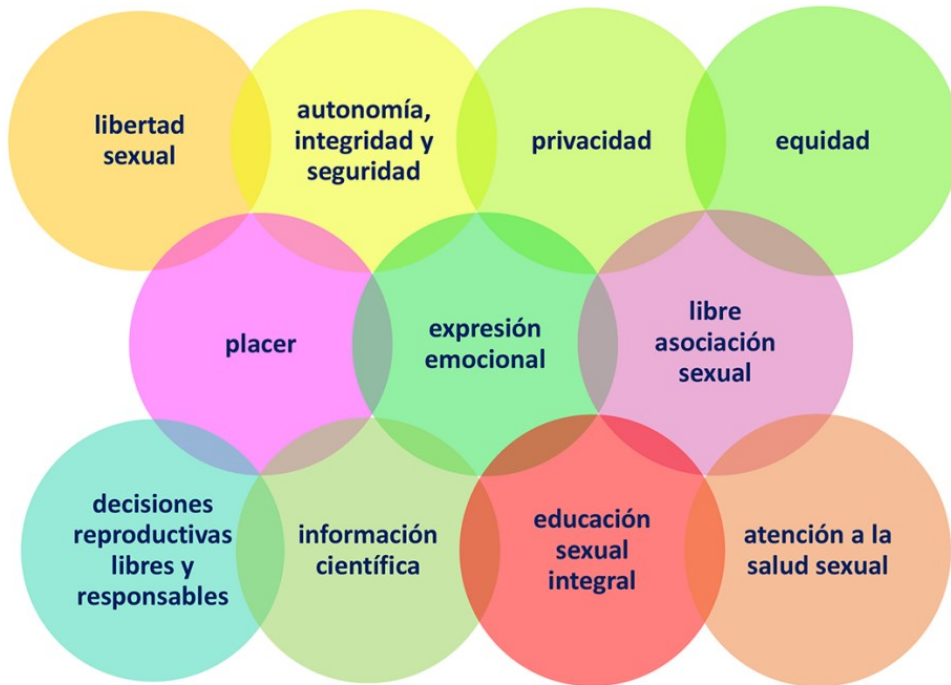 libertad
sexual
autonomía,
integridad y
seguridad
privacidad
equidad
placer
expresión
emocional
libre
asociación
sexual
decisiones
reproductivas
libres y
responsables
información
científica
educación
sexual
integral
atención a la
salud sexual